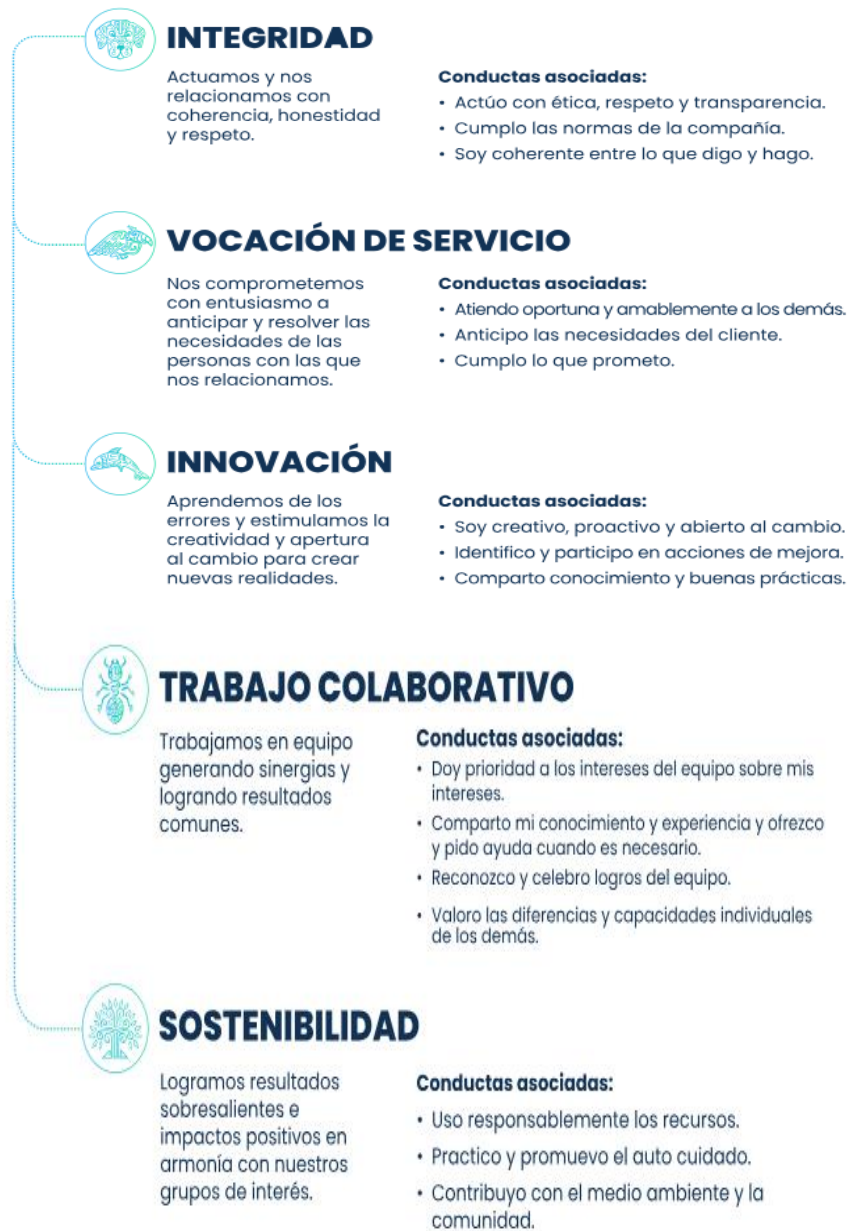 INTEGRIDAD
Actuamos y nos
relacionamos con
coherencia, honestidad
y respeto.
Conductas asociadas:
• Actúo con ética, respeto y transparencia.
• Cumplo las normas de la compañía.
• Soy coherente entre lo que digo y hago.
VOCACIÓN DE SERVICIO
Nos comprometemos
con entusiasmo a
anticipar y resolver las
necesidades de las
personas con las que
nos relacionamos.
Conductas asociadas:
• Atiendo oportuna y amablemente a los demás.
• Anticipo las necesidades del cliente.
• Cumplo lo que prometo.
INNOVACIÓN
Aprendemos de los
errores y estimulamos la
creatividad y apertura
al cambio para crear
nuevas realidades.
Conductas asociadas:
• Soy creativo, proactivo y abierto al cambio.
• Identifico y participo en acciones de mejora.
• Comparto conocimiento y buenas prácticas.
TRABAJO COLABORATIVO
Trabajamos en equipo
generando sinergias y
logrando resultados
comunes.
Conductas asociadas:
• Doy prioridad a los intereses del equipo sobre mis
intereses.
• Comparto mi conocimiento y experiencia y ofrezco
y pido ayuda cuando es necesario.
• Reconozco y celebro logros del equipo.
• Valoro las diferencias y capacidades individuales
de los demás.
SOSTENIBILIDAD
Logramos resultados
sobresalientes e
impactos positivos en
armonía con nuestros
grupos de interés.
Conductas asociadas:
• Uso responsablemente los recursos.
• Practico y promuevo el auto cuidado.
• Contribuyo con el medio ambiente y la
comunidad.